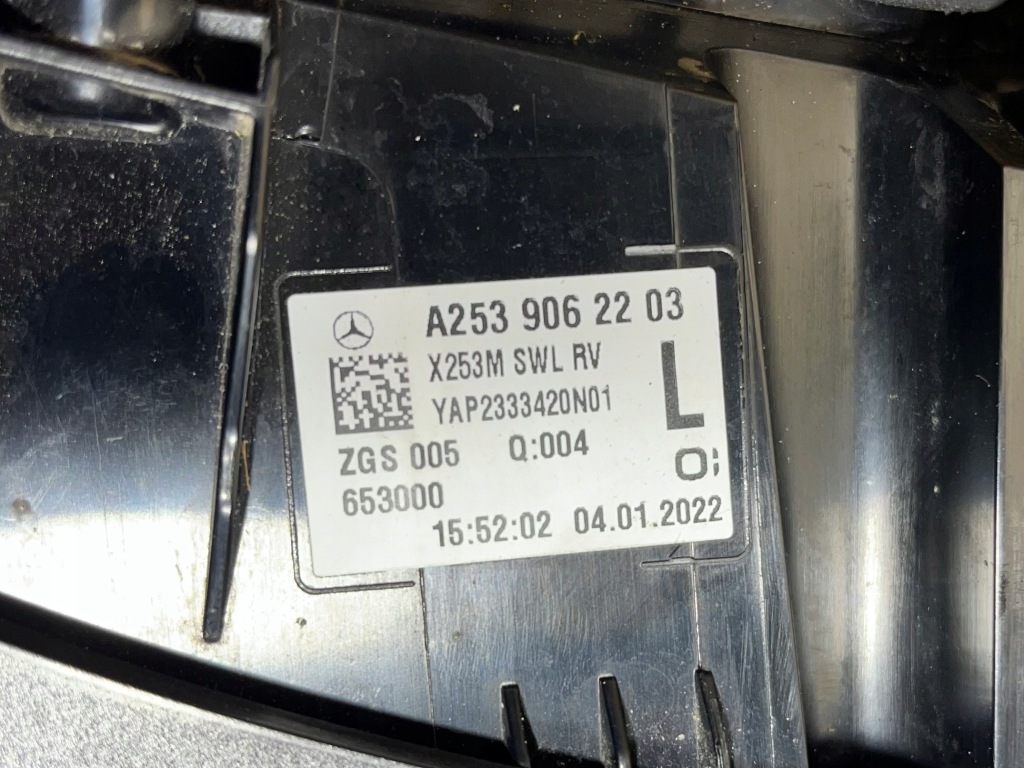 A253 906 22 03
X253M SWL RV
YAP2333420N01
L
ZGS 005 Q:004
653000
15:52:02 04.01.2022